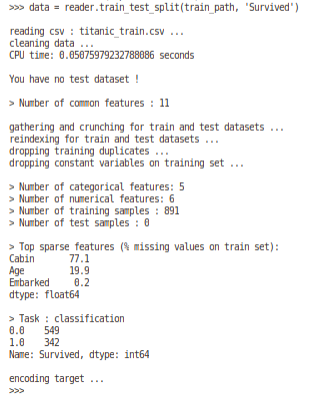 >>> data = reader.train_test_split(train_path, 'Survived')
reading csv : titanic_train.csv ...
cleaning data ...
CPU time: 0.05075979232788086 seconds
You have no test dataset !
> Number of common features : 11
gathering and crunching for train and test datasets ...
reindexing for train and test datasets ...
dropping training duplicates ...
dropping constant variables on training set ...
> Number of categorical features: 5
> Number of numerical features: 6
> Number of training samples : 891
> Number of test samples : 0
> Top sparse features (% missing values on train set):
Cabin 77.1
Age 19.9
Embarked 0.2
dtype: float64
> Task : classification
0.0 549
1.0 342
Name: Survived, dtype: int64
encoding target ...
>>>